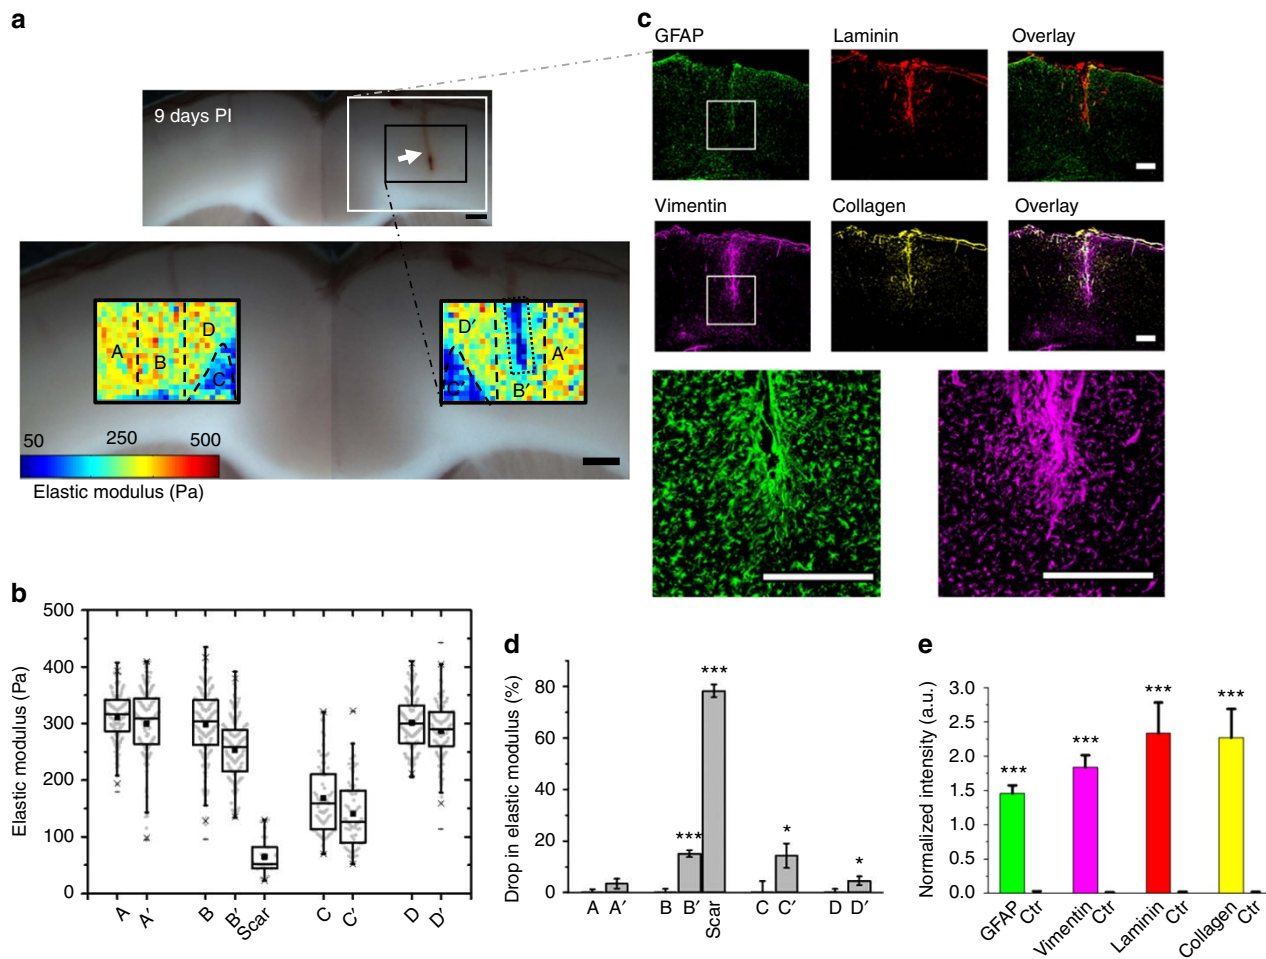 a
9 days PI
A
B
D
C
D′
C′
B′
A′
50 250 500
Elastic modulus (Pa)
c
GFAP Laminin Overlay
Vimentin Collagen Overlay
b
Elastic modulus (Pa)
500
400
300
200
100
0
A A′ B B′ Scar C C′ D D′
d
Drop in elastic modulus (%)
80
60
40
20
0
***
***
*
*
A A′ B B′ Scar C C′ D D′
e
Normalized intensity (a.u.)
3.0
2.5
2.0
1.5
1.0
0.5
0.0
***
***
***
***
GFAP Ctr Vimentin Ctr Laminin Ctr Collagen Ctr